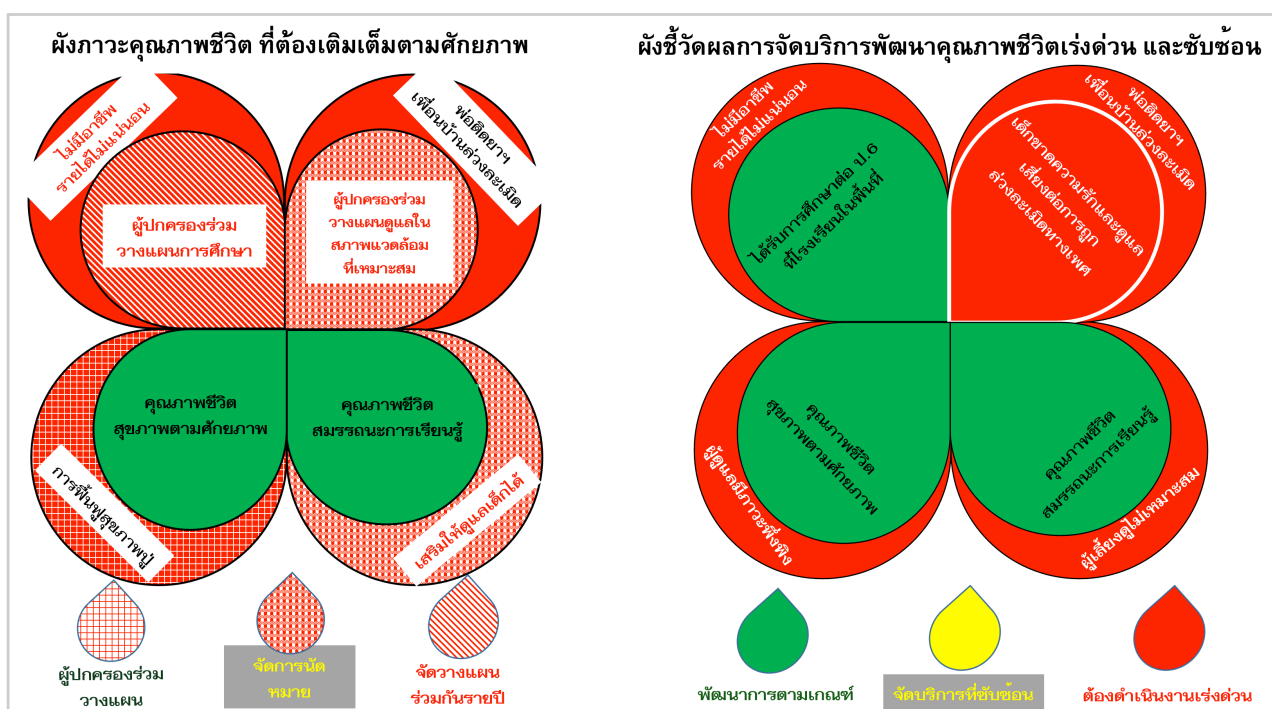 ผังภาวะคุณภาพชีวิต ที่ต้องเติมเต็มตามศักยภาพ
ไม่มีอาชีพ
รายได้ไม่แน่นอน
พ่อติดยาฯ
เพื่อนบ้านล่วงละเมิด
ผู้ปกครองร่วม
วางแผนการศึกษา
ผู้ปกครองร่วม
วางแผนดูแลใน
สภาพแวดล้อม
ที่เหมาะสม
คุณภาพชีวิต
สุขภาพตามศักยภาพ
คุณภาพชีวิต
สมรรถนะการเรียนรู้
การฟื้นฟูสุขภาพปู่
เสริมให้ดูแลเด็กได้
ผู้ปกครองร่วม
วางแผน
จัดการนัด
หมาย
จัดวางแผน
ร่วมกันรายปี
ผังชี้วัดผลการจัดบริการพัฒนาคุณภาพชีวิตเร่งด่วน และซับซ้อน
ไม่มีอาชีพ
รายได้ไม่แน่นอน
พ่อติดยาฯ
เพื่อนบ้านล่วงละเมิด
ได้รับการศึกษาต่อ ป.6
ที่โรงเรียนในพื้นที่
เด็กขาดความรักและดูแล
เสี่ยงต่อการถูก
ล่วงละเมิดทางเพศ
คุณภาพชีวิต
สุขภาพตามศักยภาพ
คุณภาพชีวิต
สมรรถนะการเรียนรู้
ผู้ดูแลมีภาวะพึ่งพิง
ผู้เลี้ยงดูไม่เหมาะสม
พัฒนาการตามเกณฑ์
จัดบริการที่ซับซ้อน
ต้องดำเนินงานเร่งด่วน